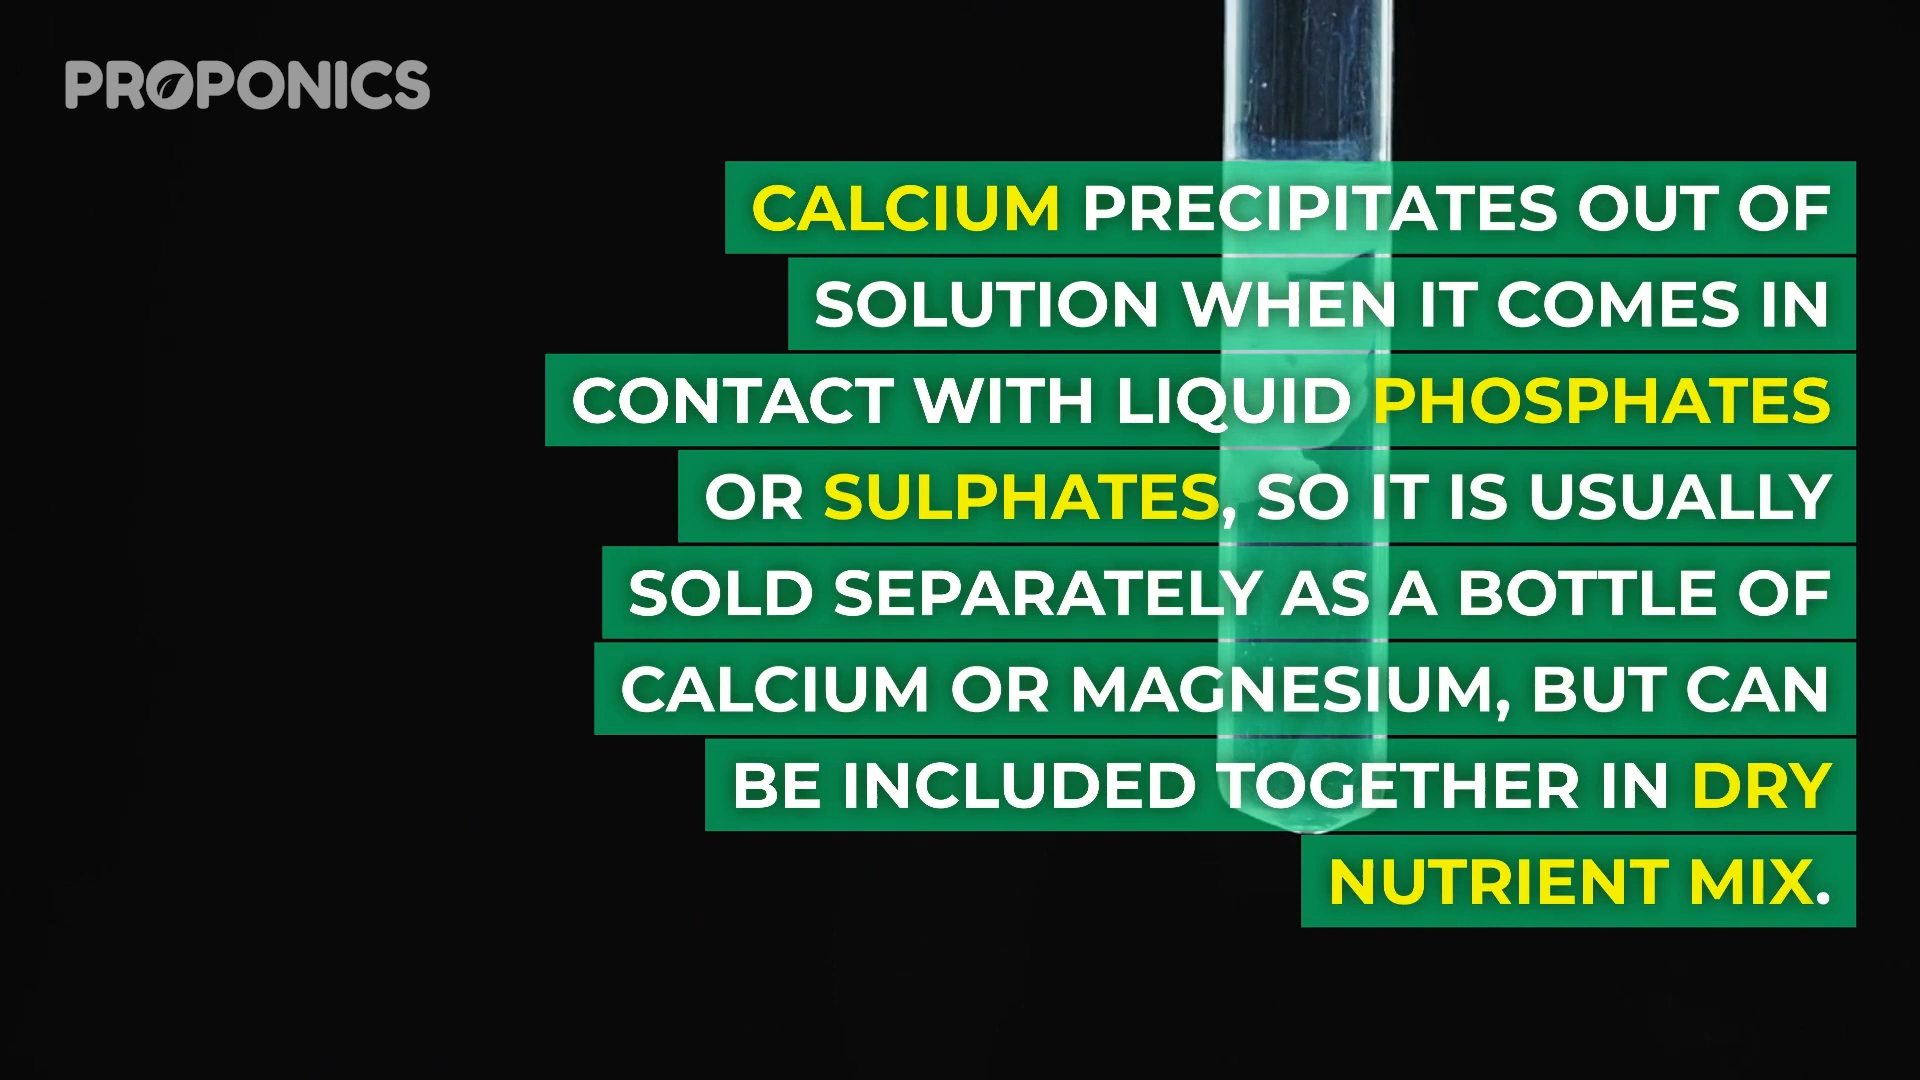 PROPONICS
CALCIUM PRECIPITATES OUT OF
SOLUTION WHEN IT COMES IN
CONTACT WITH LIQUID PHOSPHATES
OR SULPHATES, SO IT IS USUALLY
SOLD SEPARATELY AS A BOTTLE OF
CALCIUM OR MAGNESIUM, BUT CAN
BE INCLUDED TOGETHER IN DRY
NUTRIENT MIX.